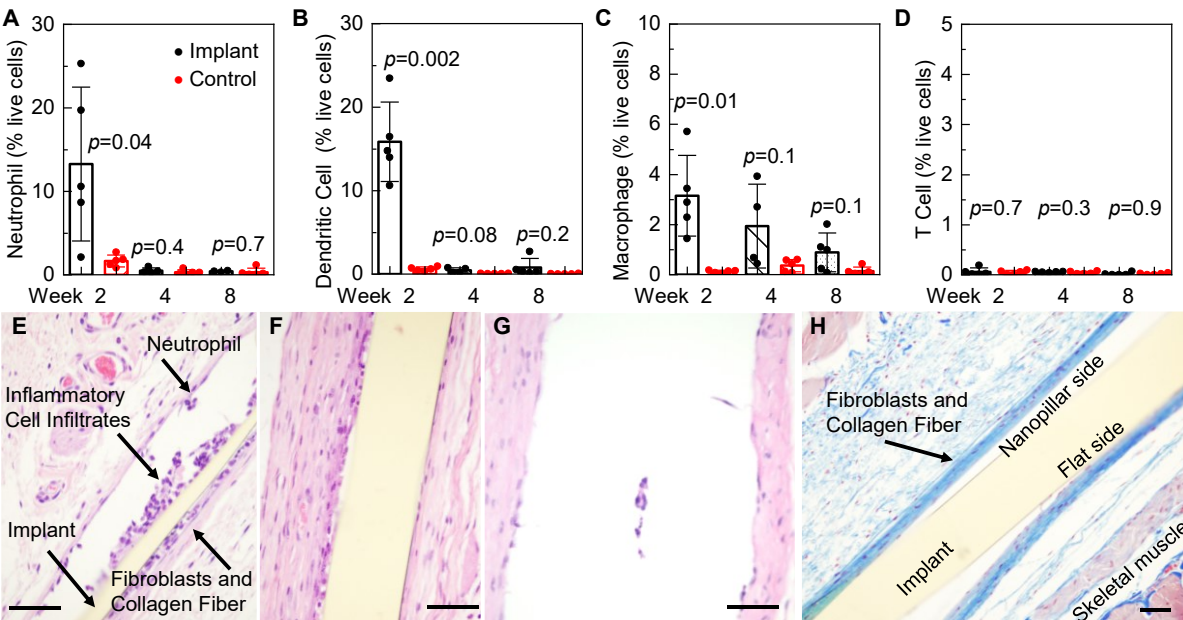 A
Neutrophil (% live cells)
30
20
10
0
Implant
Control
p=0.04
p=0.4
p=0.7
Week 2 4 8
B
Dendritic Cell (% live cells)
30
20
10
0
p=0.002
p=0.08
p=0.2
2 4 8
C
Macrophage (% live cells)
10
8
6
4
2
0
p=0.01
p=0.1
p=0.1
Week 2 4 8
D
T Cell (% live cells)
5
4
3
2
1
0
p=0.7
p=0.3
p=0.9
Week 2 4 8
E
Neutrophil
Inflammatory
Cell Infiltrates
Implant
Fibroblasts and
Collagen Fiber
F
G
H
Fibroblasts and
Collagen Fiber
Nanopillar side
Flat side
Implant
Skeletal muscle